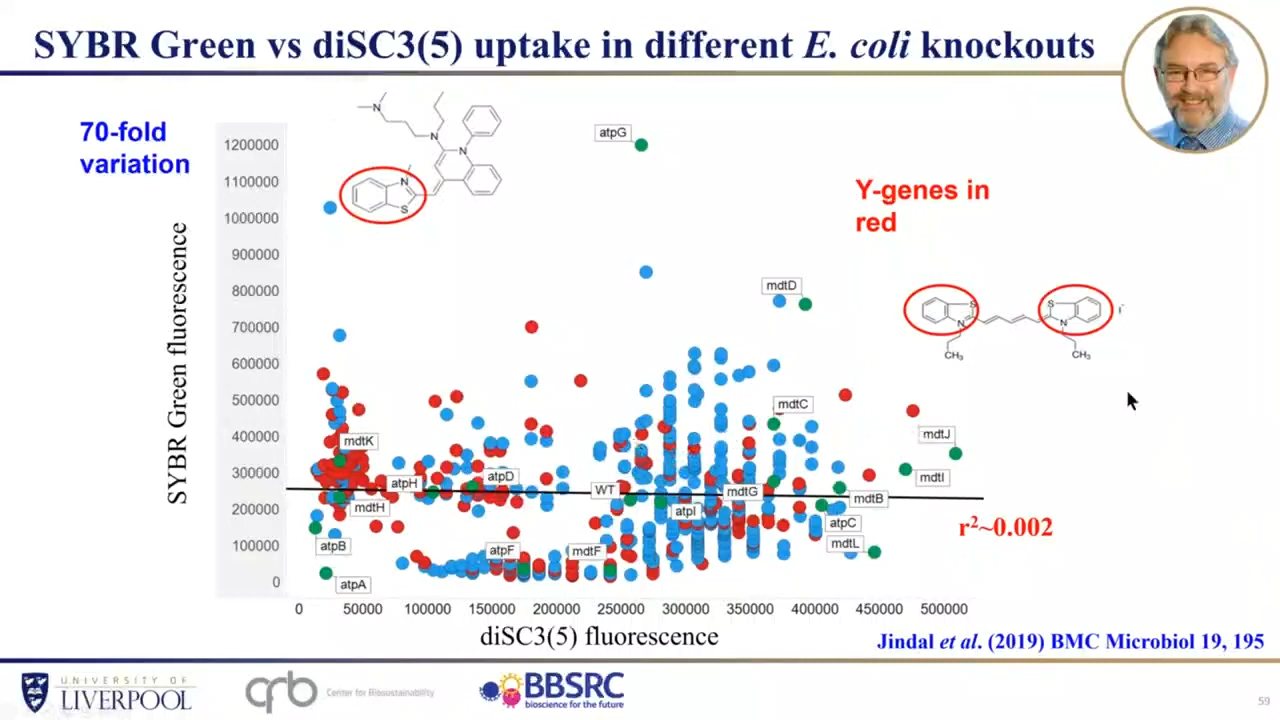 SYBR Green vs diSC3(5) uptake in different E. coli knockouts
70-fold
variation
Y-genes in
red
SYBR Green fluorescence
1200000
1100000
1000000
900000
800000
700000
600000
500000
400000
300000
200000
100000
0
N
N
N
N
S
atpG
mdtD
mdtC
mdtJ
mdtK
mdtI
atpH
atpD
WT
mdtG
mdtB
mdtH
atpI
atpC
atpB
atpF
mdtF
mdtL
atpA
S
N
CH3
S
N
CH3
I-
r2~0.002
0
50000
100000
150000
200000
250000
300000
350000
400000
450000
500000
diSC3(5) fluorescence
Jindal et al. (2019) BMC Microbiol 19, 195
UNIVERSITY OF
LIVERPOOL
Center for Biosustainability
BBSRC
bioscience for the future
59